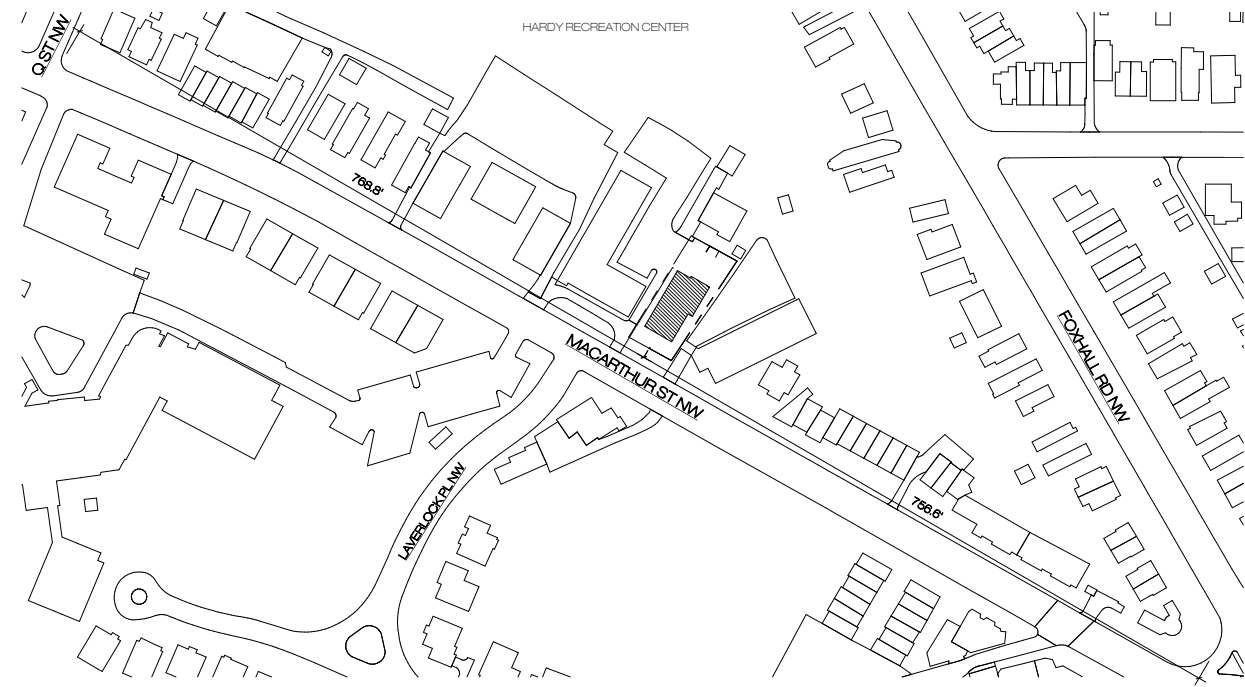 HARDY RECREATION CENTER
Q ST NW
768.8'
MACARTHUR ST NW
FOXHALL RD NW
LAVERLOCK PL NW
756.6'